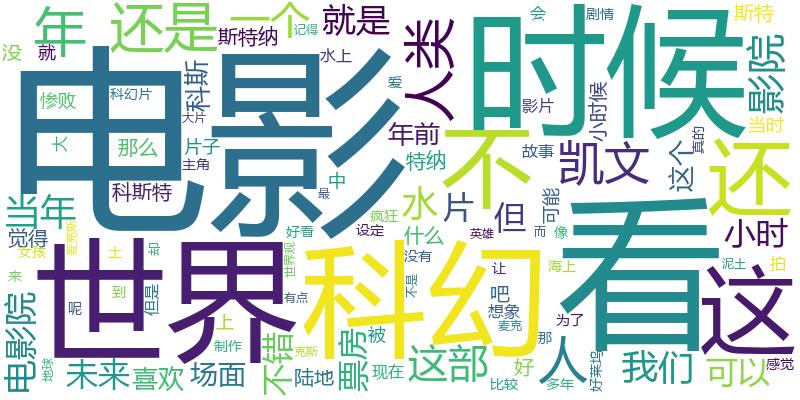 没
年
就
还是
一个
斯特纳
记得
就是
水上
人类
时候
会
剧情
斯特
影院
惨败
科幻片
大
那么
电影
大片
片子
主角
科斯
科斯特
爱
年前
特纳
中
最
不
影片
小时候
故事
当时
真的
这个
凯文
还
当年
觉得
女孩
麦克斯
土
却
好看
设定
疯狂
水
什么
片
英雄
但
可能
而
像
看
小时
来
世界
呢
到
但是
上
世界观
有点
科幻
没有
不是
让
吧
想象
麦克
海上
那
为了
泥土
拍
这
电影院
地球
未来
喜欢
制作
场面
不错
克斯
陆地
票房
被
现在
这部
好
比较
人
多年
好莱坞
我们
可以
感觉